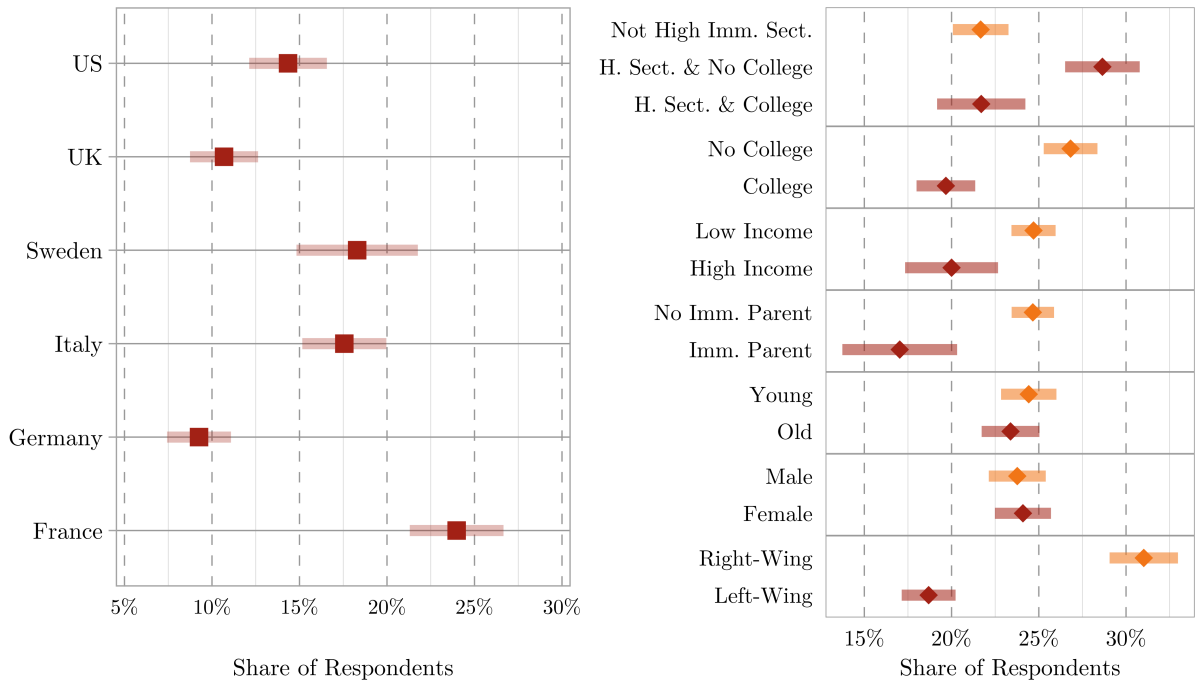 US
UK
Sweden
Italy
Germany
France
5% 10% 15% 20% 25% 30%
Share of Respondents
Not High Imm. Sect.
H. Sect. & No College
H. Sect. & College
No College
College
Low Income
High Income
No Imm. Parent
Imm. Parent
Young
Old
Male
Female
Right-Wing
Left-Wing
15% 20% 25% 30%
Share of Respondents